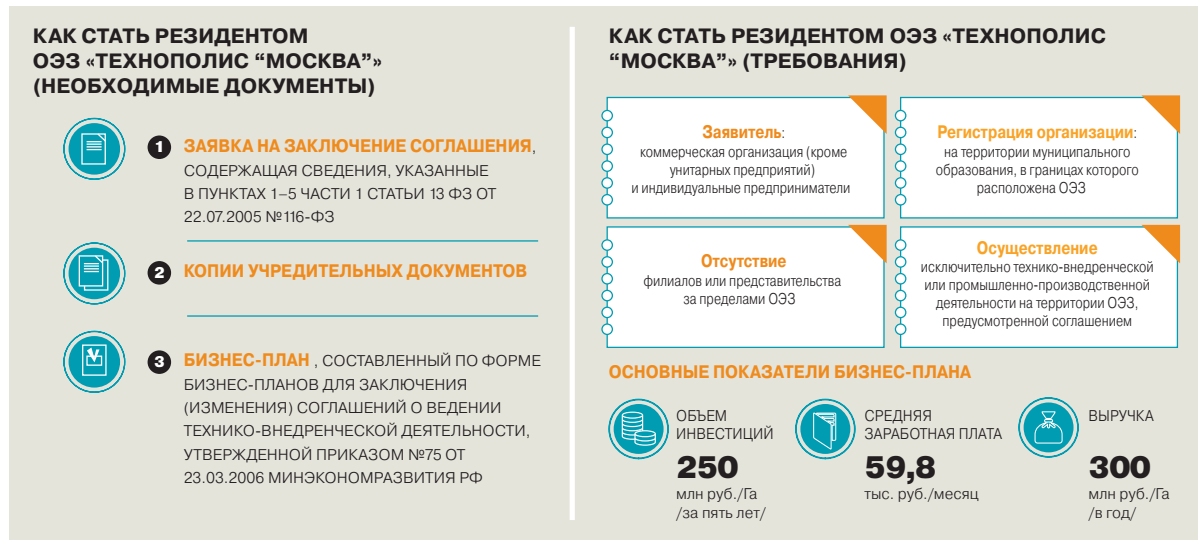 КАК СТАТЬ РЕЗИДЕНТОМ
ОЭЗ «ТЕХНОПОЛИС “МОСКВА”»
(НЕОБХОДИМЫЕ ДОКУМЕНТЫ)
1 ЗАЯВКА НА ЗАКЛЮЧЕНИЕ СОГЛАШЕНИЯ,
СОДЕРЖАЩАЯ СВЕДЕНИЯ, УКАЗАННЫЕ
В ПУНКТАХ 1–5 ЧАСТИ 1 СТАТЬИ 13 ФЗ ОТ
22.07.2005 №116-ФЗ
2 КОПИИ УЧРЕДИТЕЛЬНЫХ ДОКУМЕНТОВ
3 БИЗНЕС-ПЛАН , СОСТАВЛЕННЫЙ ПО ФОРМЕ
БИЗНЕС-ПЛАНОВ ДЛЯ ЗАКЛЮЧЕНИЯ
(ИЗМЕНЕНИЯ) СОГЛАШЕНИЙ О ВЕДЕНИИ
ТЕХНИКО-ВНЕДРЕНЧЕСКОЙ ДЕЯТЕЛЬНОСТИ,
УТВЕРЖДЕННОЙ ПРИКАЗОМ №75 ОТ
23.03.2006 МИНЭКОНОМРАЗВИТИЯ РФ
КАК СТАТЬ РЕЗИДЕНТОМ ОЭЗ «ТЕХНОПОЛИС
“МОСКВА”» (ТРЕБОВАНИЯ)
Заявитель:
коммерческая организация (кроме
унитарных предприятий)
и индивидуальные предприниматели
Регистрация организации:
на территории муниципального
образования, в границах которого
расположена ОЭЗ
Отсутствие
филиалов или представительства
за пределами ОЭЗ
Осуществление
исключительно технико-внедренческой
или промышленно-производственной
деятельности на территории ОЭЗ,
предусмотренной соглашением
ОСНОВНЫЕ ПОКАЗАТЕЛИ БИЗНЕС-ПЛАНА
ОБЪЕМ
ИНВЕСТИЦИЙ
250
млн руб./Га
/за пять лет/
СРЕДНЯЯ
ЗАРАБОТНАЯ ПЛАТА
59,8
тыс. руб./месяц
ВЫРУЧКА
300
млн руб./Га
/в год/